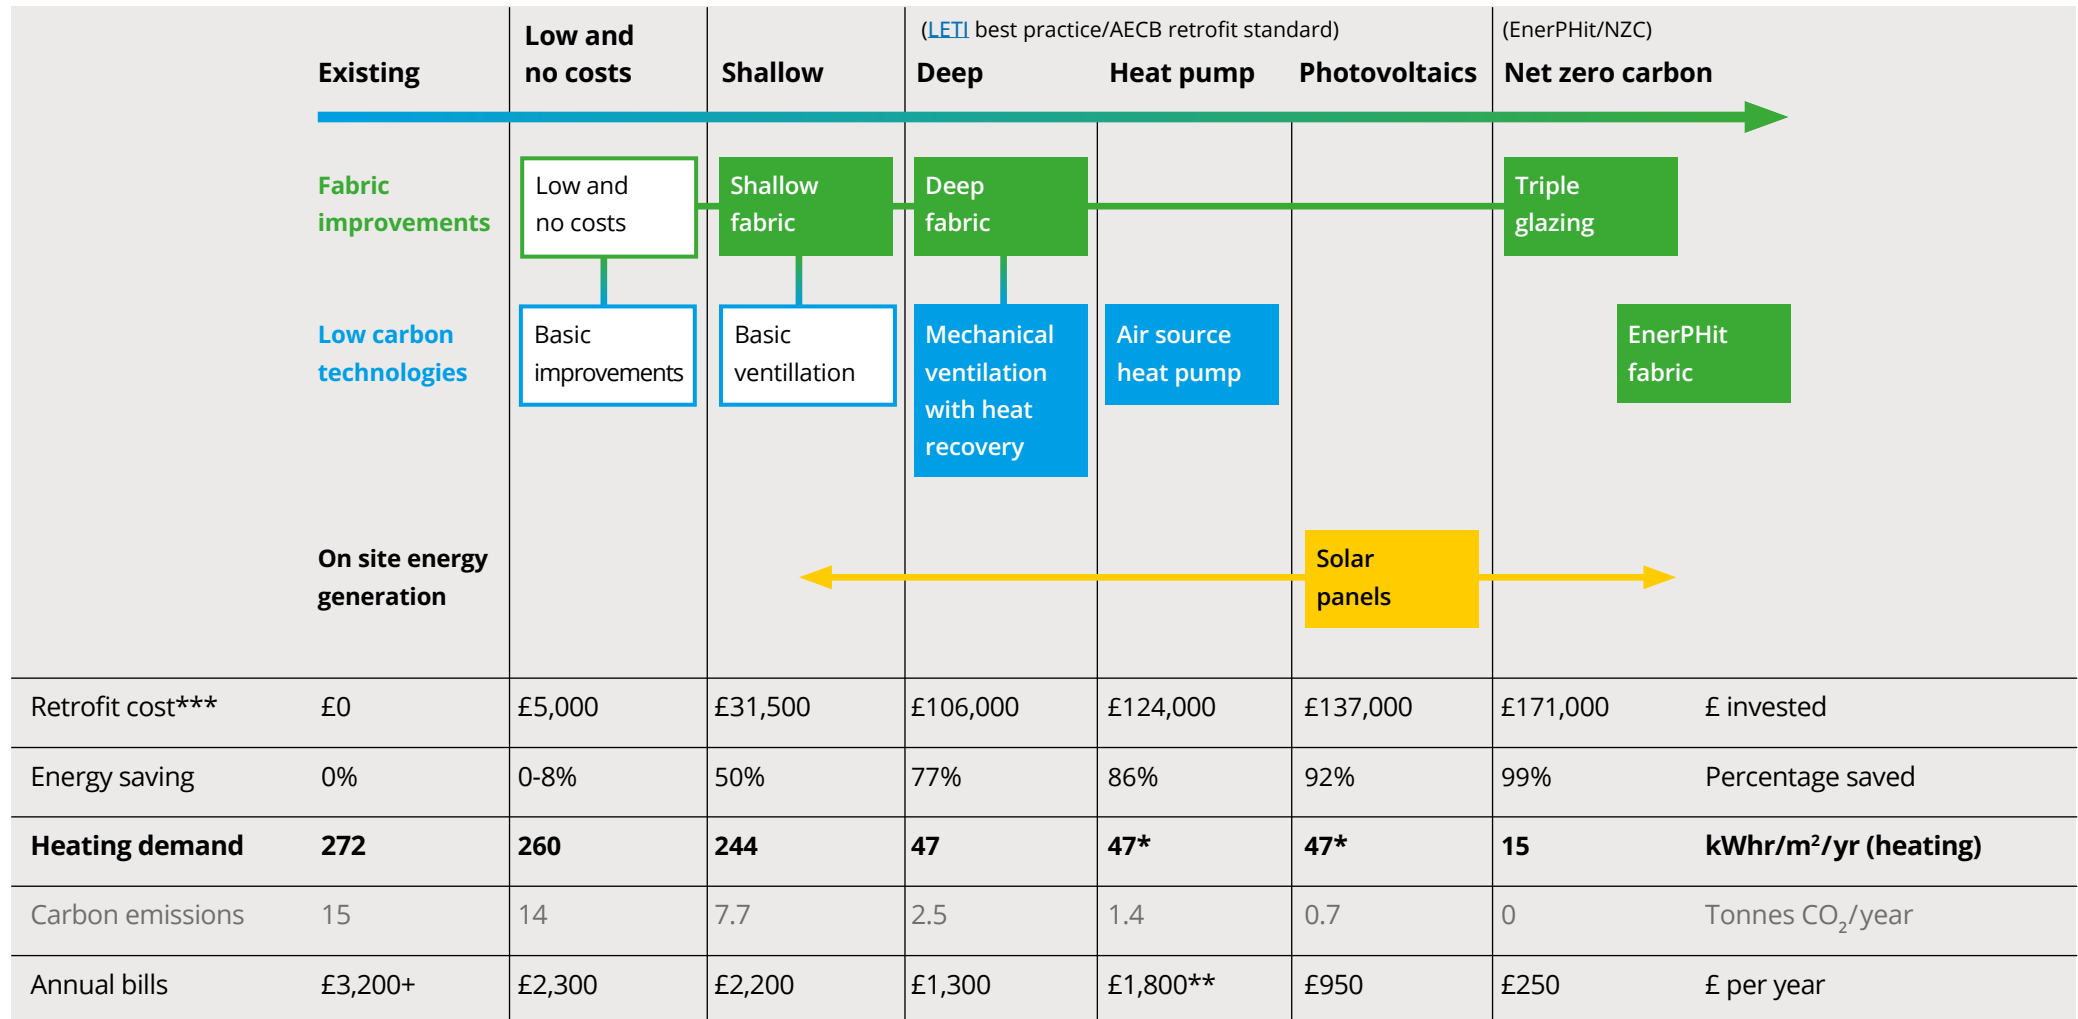 (LETI best practice/AECB retrofit standard)
(EnerPHit/NZC)
Existing
Low and
no costs
Shallow
Deep
Heat pump
Photovoltaics
Net zero carbon
Fabric
improvements
Low and
no costs
Shallow
fabric
Deep
fabric
Triple
glazing
Low carbon
technologies
Basic
improvements
Basic
ventillation
Mechanical
ventilation
with heat
recovery
Air source
heat pump
EnerPHit
fabric
On site energy
generation
Solar
panels
Retrofit cost*** £0 £5,000 £31,500 £106,000 £124,000 £137,000 £171,000 £ invested
Energy saving 0% 0-8% 50% 77% 86% 92% 99% Percentage saved
Heating demand 272 260 244 47 47* 47* 15 kWhr/m²/yr (heating)
Carbon emissions 15 14 7.7 2.5 1.4 0.7 0 Tonnes CO₂/year
Annual bills £3,200+ £2,300 £2,200 £1,300 £1,800** £950 £250 £ per year